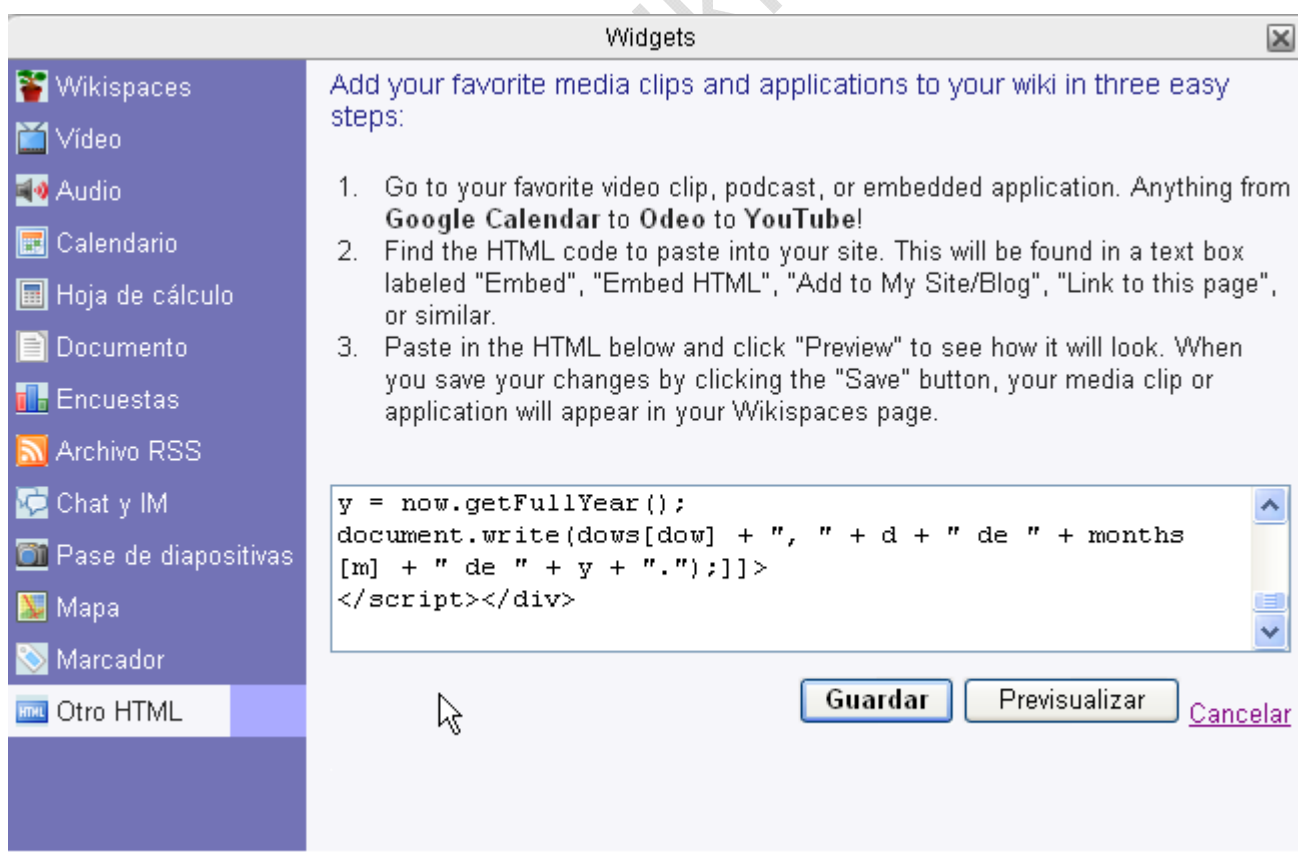 Widgets
Wikispaces
Vídeo
Audio
Calendario
Hoja de cálculo
Documento
Encuestas
Archivo RSS
Chat y IM
Pase de diapositivas
Mapa
Marcador
Otro HTML
Add your favorite media clips and applications to your wiki in three easy
steps:
1. Go to your favorite video clip, podcast, or embedded application. Anything from
Google Calendar to Odeo to YouTube!
2. Find the HTML code to paste into your site. This will be found in a text box
labeled "Embed", "Embed HTML", "Add to My Site/Blog", "Link to this page",
or similar.
3. Paste in the HTML below and click "Preview" to see how it will look. When
you save your changes by clicking the "Save" button, your media clip or
application will appear in your Wikispaces page.
y = now.getFullYear();
document.write(dows[dow] + ", " + d + " de " + months
[m] + " de " + y + ".");]]>
</script></div>
Guardar
Previsualizar
Cancelar